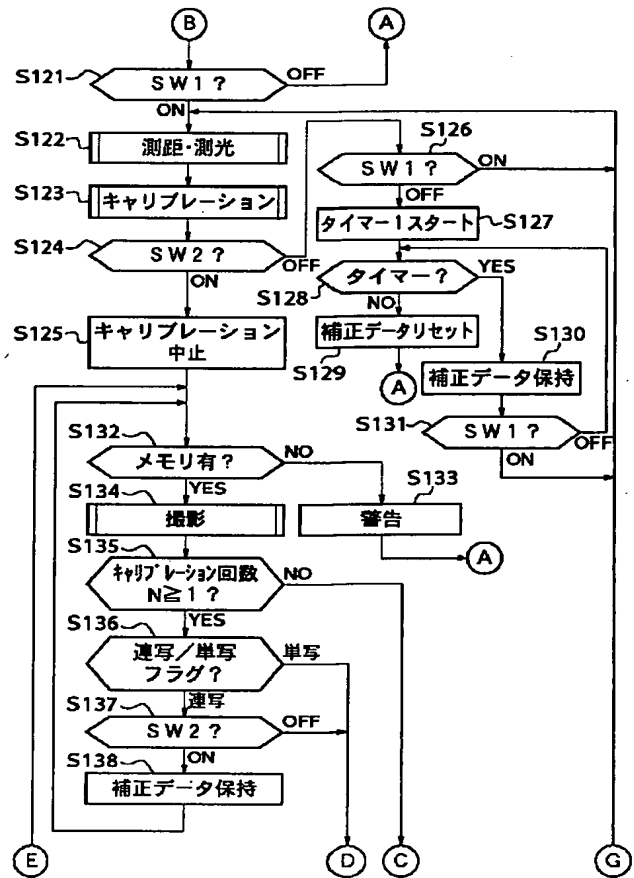 B
A
S121
SW1?
OFF
ON
S122
測距・測光
S123
キャリブレーション
S124
SW2?
OFF
ON
S125
キャリブレーション
中止
S126
SW1?
ON
OFF
タイマー1スタート
S127
タイマー?
YES
S128
NO
補正データリセット
S129
A
S130
補正データ保持
S131
SW1?
OFF
ON
S132
メモリ有?
NO
YES
S133
警告
A
S134
撮影
S135
キャリブレーション回数
N≧1?
NO
YES
S136
連写/単写
フラグ?
単写
連写
S137
SW2?
OFF
ON
S138
補正データ保持
E
D
C
G